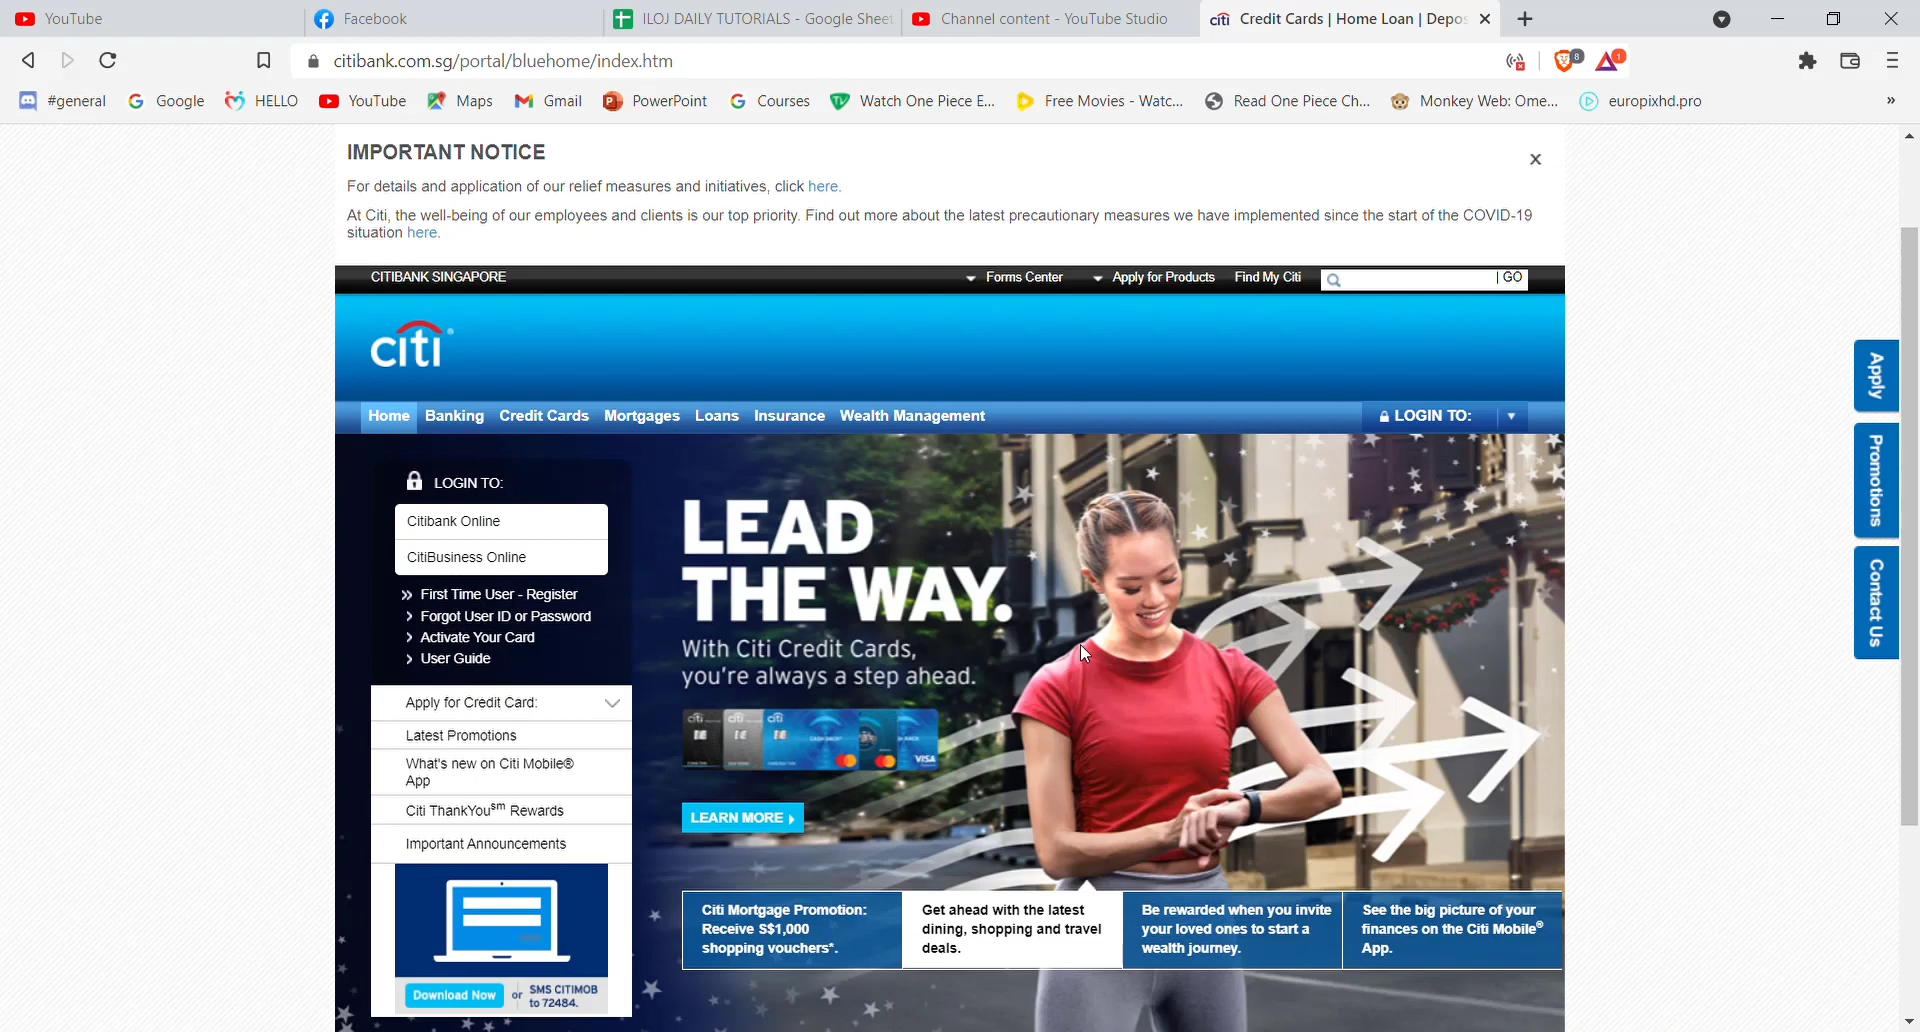 YouTube
Facebook
ILOJ DAILY TUTORIALS - Google Sheet
Channel content - YouTube Studio
citi Credit Cards | Home Loan | Depos
citibank.com.sg/portal/bluehome/index.htm
8
1
#general
Google
HELLO
YouTube
Maps
Gmail
PowerPoint
Courses
Watch One Piece E...
Free Movies - Watc...
Read One Piece Ch...
Monkey Web: Ome...
europixhd.pro
»
IMPORTANT NOTICE
For details and application of our relief measures and initiatives, click here.
At Citi, the well-being of our employees and clients is our top priority. Find out more about the latest precautionary measures we have implemented since the start of the COVID-19
situation here.
CITIBANK SINGAPORE
Forms Center
Apply for Products
Find My Citi
| GO
citi®
Home
Banking
Credit Cards
Mortgages
Loans
Insurance
Wealth Management
LOGIN TO:
LOGIN TO:
Citibank Online
CitiBusiness Online
» First Time User - Register
> Forgot User ID or Password
> Activate Your Card
> User Guide
Apply for Credit Card:
Latest Promotions
What's new on Citi Mobile®
App
Citi ThankYou℠ Rewards
Important Announcements
Download Now or SMS CITIMOB
to 72484.
LEAD
THE WAY.
With Citi Credit Cards,
you're always a step ahead.
citi
citi
citi
CASH BACK
VISA
LEARN MORE
Citi Mortgage Promotion:
Receive S$1,000
shopping vouchers*.
Get ahead with the latest
dining, shopping and travel
deals.
Be rewarded when you invite
your loved ones to start a
wealth journey.
See the big picture of your
finances on the Citi Mobile®
App.
Apply
Promotions
Contact Us